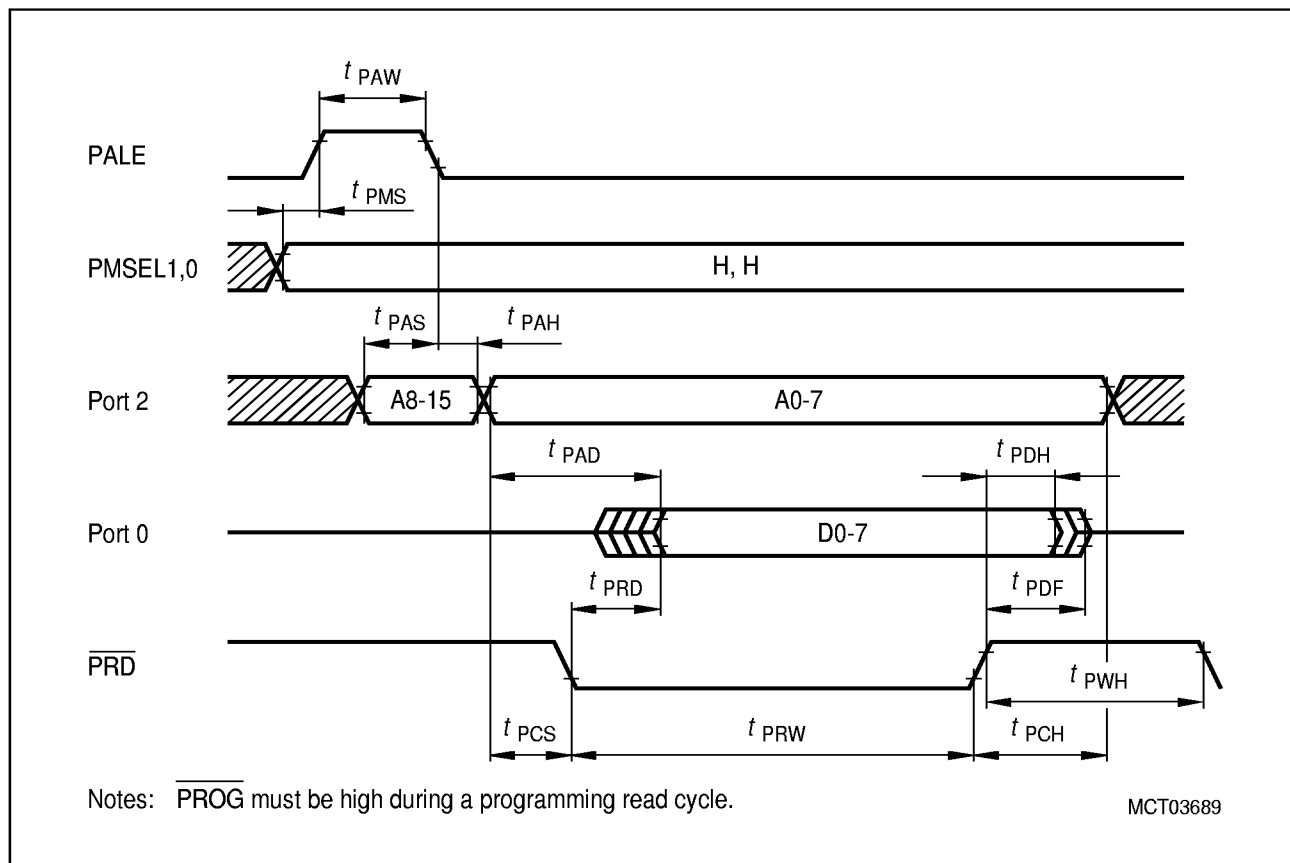 t PAW
PALE
t PMS
PMSEL1,0
H, H
t PAS
t PAH
Port 2
A8-15
A0-7
t PAD
t PDH
Port 0
D0-7
t PRD
t PDF
PRD
t PWH
t PCS
t PRW
t PCH
Notes: PROG must be high during a programming read cycle.
MCT03689